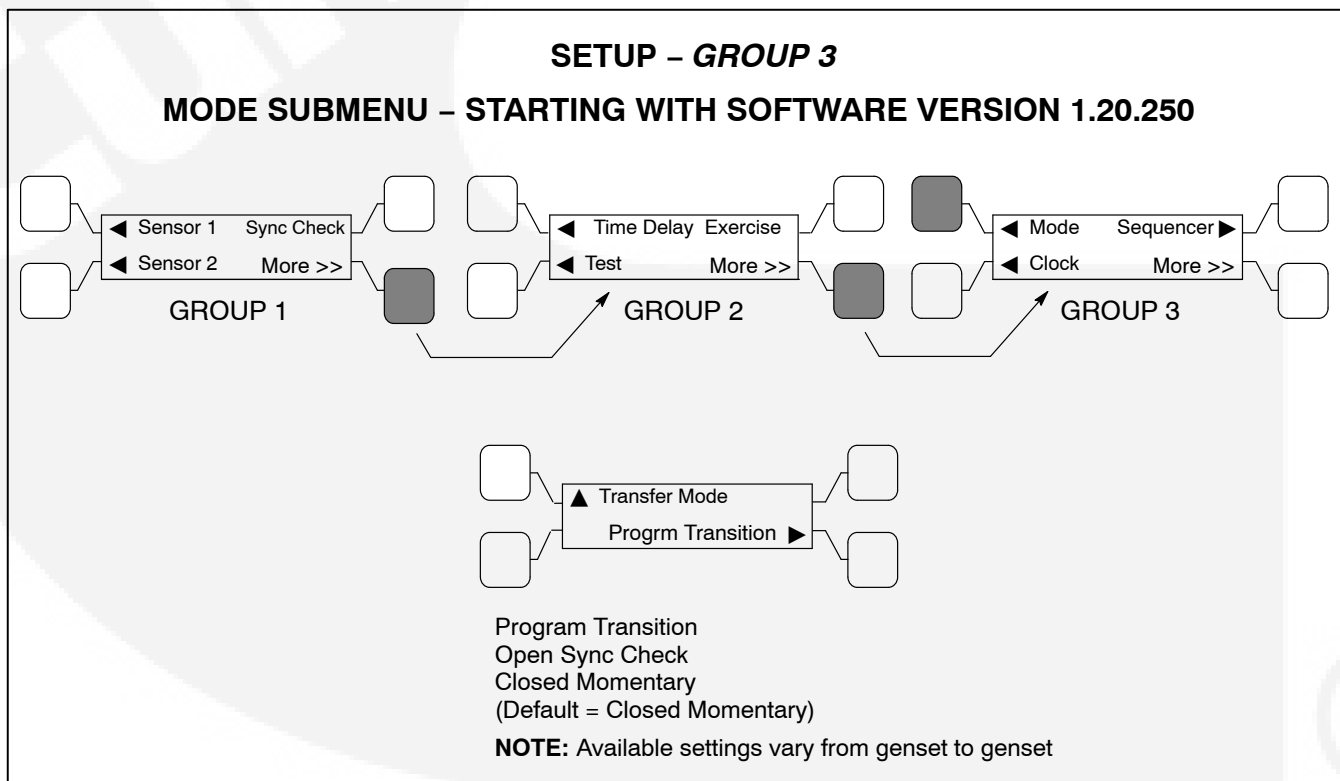 SETUP – GROUP 3
MODE SUBMENU – STARTING WITH SOFTWARE VERSION 1.20.250
◀ Sensor 1 Sync Check
◀ Sensor 2 More >>
GROUP 1
◀ Time Delay Exercise
◀ Test More >>
GROUP 2
◀ Mode Sequencer ▶
◀ Clock More >>
GROUP 3
▲ Transfer Mode
Progrm Transition ▶
Program Transition
Open Sync Check
Closed Momentary
(Default = Closed Momentary)
NOTE: Available settings vary from genset to genset